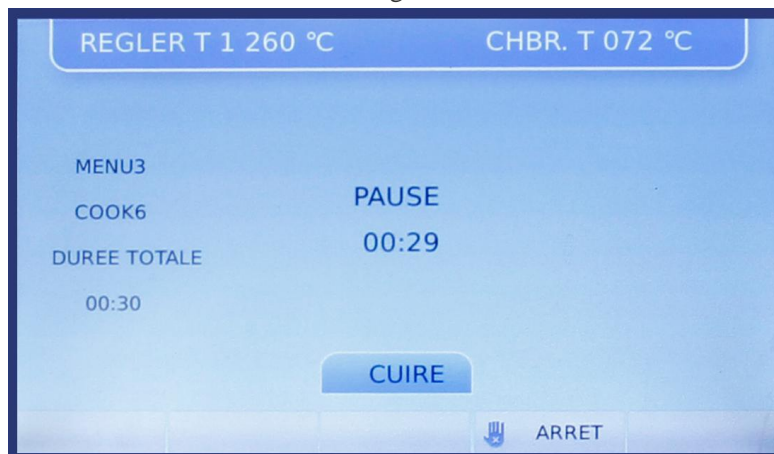 REGLER T 1 260 °C CHBR. T 072 °C
MENU3
PAUSE
COOK6
00:29
DUREE TOTALE
00:30
CUIRE
ARRET